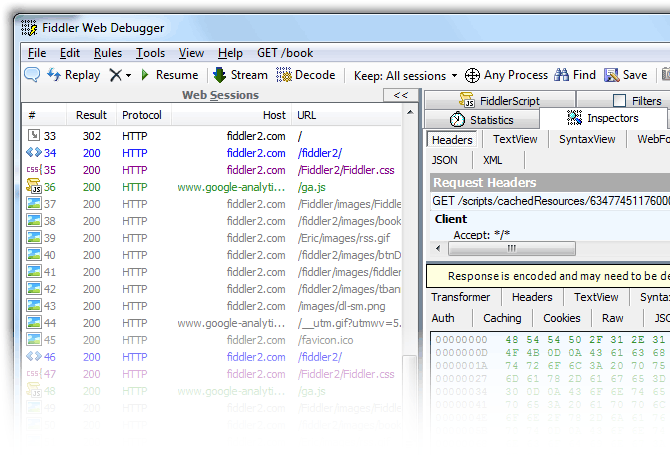 Fiddler Web Debugger
File Edit Rules Tools View Help GET /book
Replay Resume Stream Decode Keep: All sessions Any Process Find Save
Web Sessions <<
# Result Protocol Host URL
33 302 HTTP fiddler2.com /
34 200 HTTP fiddler2.com /fiddler2/
35 200 HTTP fiddler2.com /Fiddler2/Fiddler.css
36 200 HTTP www.google-analyti... /ga.js
37 200 HTTP fiddler2.com /Fiddler/images/Fiddle
38 200 HTTP fiddler2.com /fiddler2/images/book
39 200 HTTP fiddler2.com /Eric/images/rss.gif
40 200 HTTP fiddler2.com /fiddler2/images/btnD
41 200 HTTP fiddler2.com /fiddler2/images/fiddler
42 200 HTTP fiddler2.com /fiddler2/images/tban
43 200 HTTP fiddler2.com /images/dl-sm.png
44 200 HTTP www.google-analyti... /__utm.gif?utmwv=5.
45 200 HTTP fiddler2.com /favicon.ico
46 200 HTTP fiddler2.com /fiddler2/
47 200 HTTP fiddler2.com /Fiddler2/Fiddler.css
48 200 HTTP www.google-analyti... /ga.js
49 200 HTTP fiddler2.com /Fiddler/images/Fiddle
FiddlerScript Filters
Statistics Inspectors
Headers TextView SyntaxView WebFo
JSON XML
Request Headers
GET /scripts/cachedResources/63477451176000
Client
Accept: */*
Response is encoded and may need to be de
Transformer Headers TextView Synta
Auth Caching Cookies Raw JSO
00000000 48 54 54 50 2F 31 2E 31
0000000D 4F 4B 0D 0A 43 61 63 68
0000001A 74 72 6F 6C 3A 20 70 75
00000027 6D 61 78 2D 61 67 65 3D
00000034 30 0D 0A 43 6F 6E 74 65